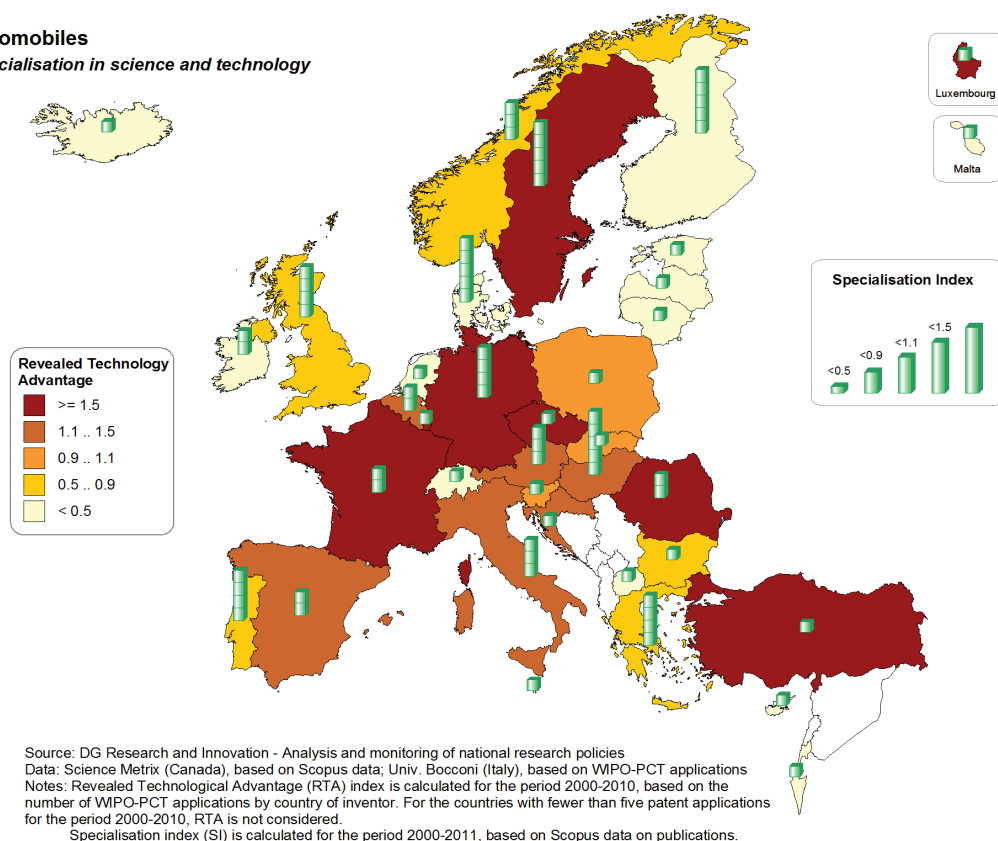 omobiles
cialisation in science and technology
Luxembourg
Malta
Specialisation Index
<0.5
<0.9
<1.1
<1.5
Revealed Technology
Advantage
>= 1.5
1.1 .. 1.5
0.9 .. 1.1
0.5 .. 0.9
< 0.5
Source: DG Research and Innovation - Analysis and monitoring of national research policies
Data: Science Metrix (Canada), based on Scopus data; Univ. Bocconi (Italy), based on WIPO-PCT applications
Notes: Revealed Technological Advantage (RTA) index is calculated for the period 2000-2010, based on the
number of WIPO-PCT applications by country of inventor. For the countries with fewer than five patent applications
for the period 2000-2010, RTA is not considered.
Specialisation index (SI) is calculated for the period 2000-2011, based on Scopus data on publications.